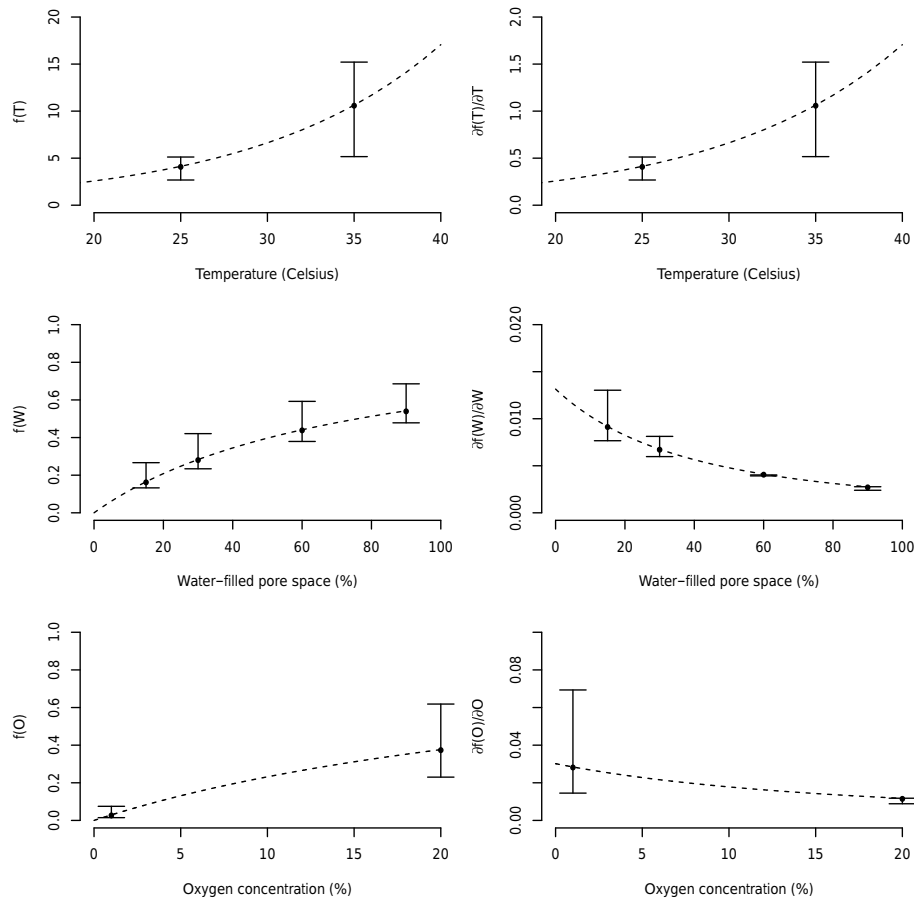 f(T)
0 5 10 15 20
20 25 30 35 40
Temperature (Celsius)
∂f(T)/∂T
0.0 0.5 1.0 1.5 2.0
20 25 30 35 40
Temperature (Celsius)
f(W)
0.0 0.2 0.4 0.6 0.8 1.0
0 20 40 60 80 100
Water−filled pore space (%)
∂f(W)/∂W
0.000 0.010 0.020
0 20 40 60 80 100
Water−filled pore space (%)
f(O)
0.0 0.2 0.4 0.6 0.8 1.0
0 5 10 15 20
Oxygen concentration (%)
∂f(O)/∂O
0.00 0.04 0.08
0 5 10 15 20
Oxygen concentration (%)